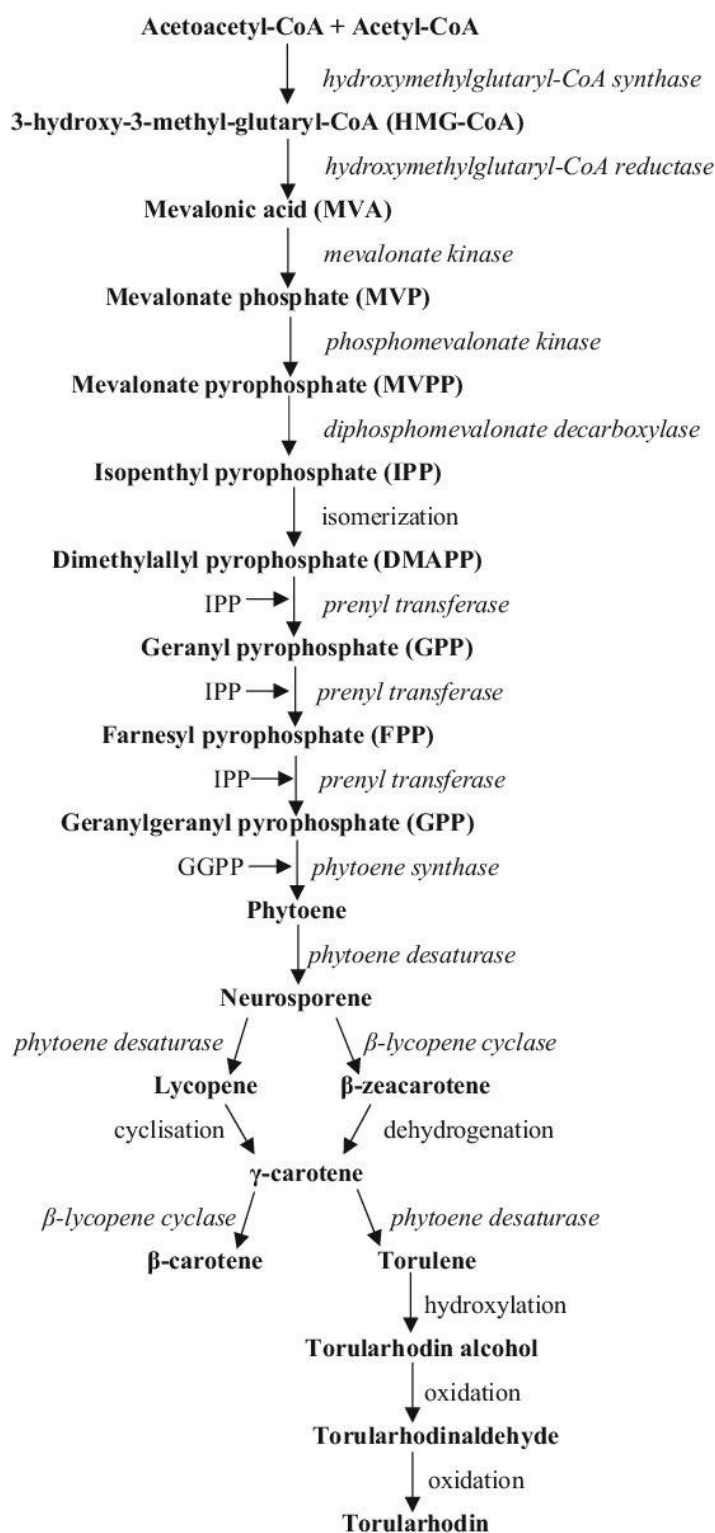 Acetoacetyl-CoA + Acetyl-CoA
hydroxymethylglutaryl-CoA synthase
3-hydroxy-3-methyl-glutaryl-CoA (HMG-CoA)
hydroxymethylglutaryl-CoA reductase
Mevalonic acid (MVA)
mevalonate kinase
Mevalonate phosphate (MVP)
phosphomevalonate kinase
Mevalonate pyrophosphate (MVPP)
diphosphomevalonate decarboxylase
Isopenthyl pyrophosphate (IPP)
isomerization
Dimethylallyl pyrophosphate (DMAPP)
IPP prenyl transferase
Geranyl pyrophosphate (GPP)
IPP prenyl transferase
Farnesyl pyrophosphate (FPP)
IPP prenyl transferase
Geranylgeranyl pyrophosphate (GPP)
GGPP phytoene synthase
Phytoene
phytoene desaturase
Neurosporene
phytoene desaturase β-lycopene cyclase
Lycopene β-zeacarotene
cyclisation dehydrogenation
γ-carotene
β-lycopene cyclase phytoene desaturase
β-carotene Torulene
hydroxylation
Torularhodin alcohol
oxidation
Torularhodinaldehyde
oxidation
Torularhodin